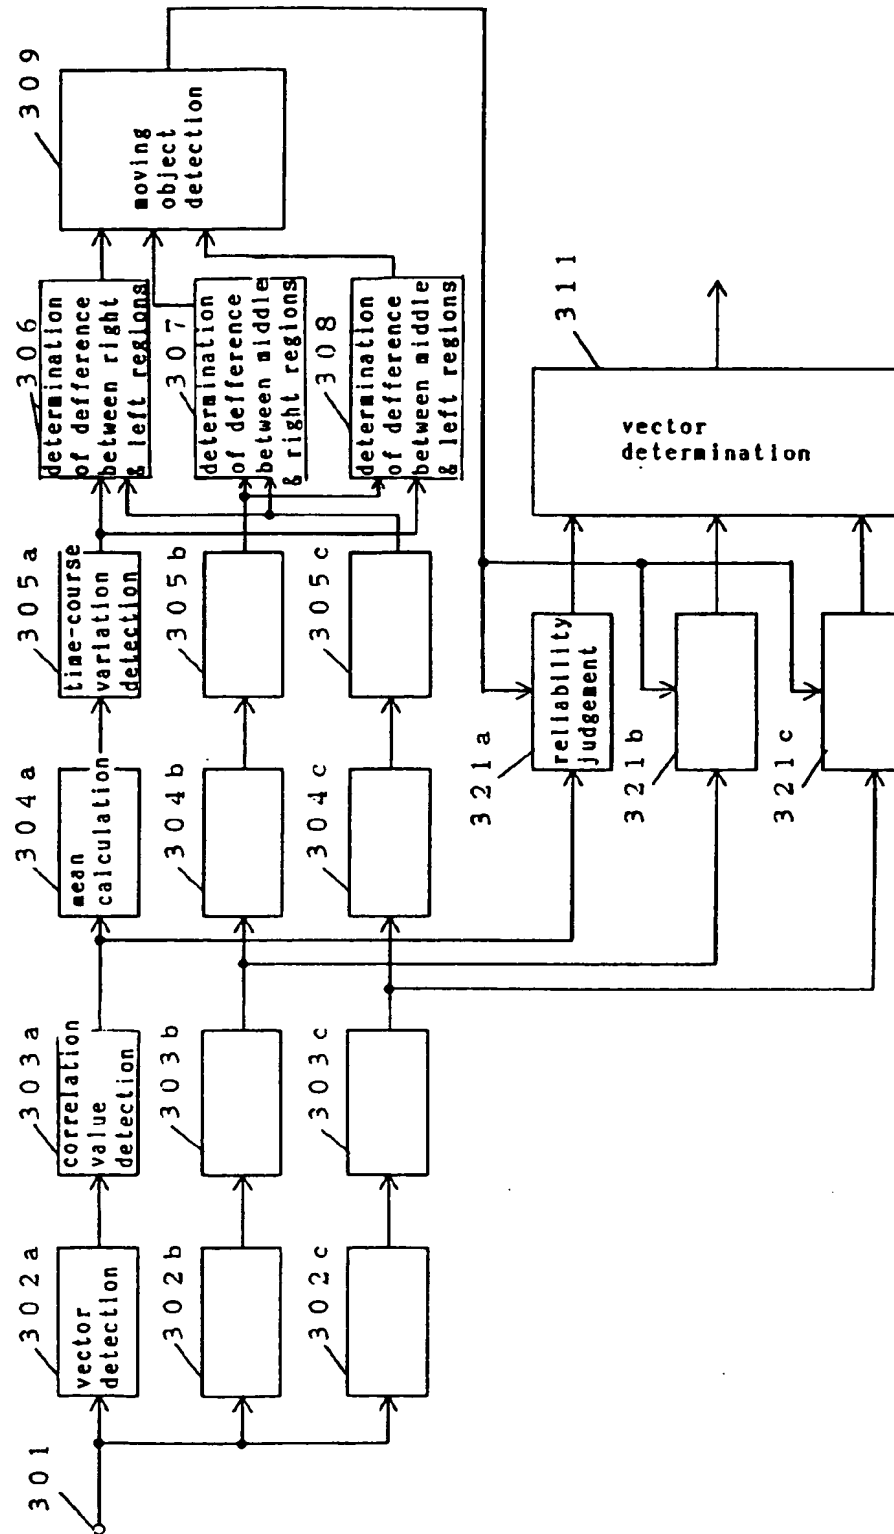 301
302a
vector
detection
303a
correlation
value
detection
304a
mean
calculation
305a
time-course
variation
detection
306
determination
of defference
between right
& left regions
309
moving
object
detection
302b
303b
304b
305b
307
determination
of defference
between middle
& right regions
302c
303c
304c
305c
308
determination
of defference
between middle
& left regions
321a
reliability
judgement
321b
321c
311
vector
determination